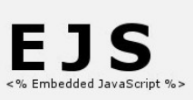 EJS
<% Embedded JavaScript %>